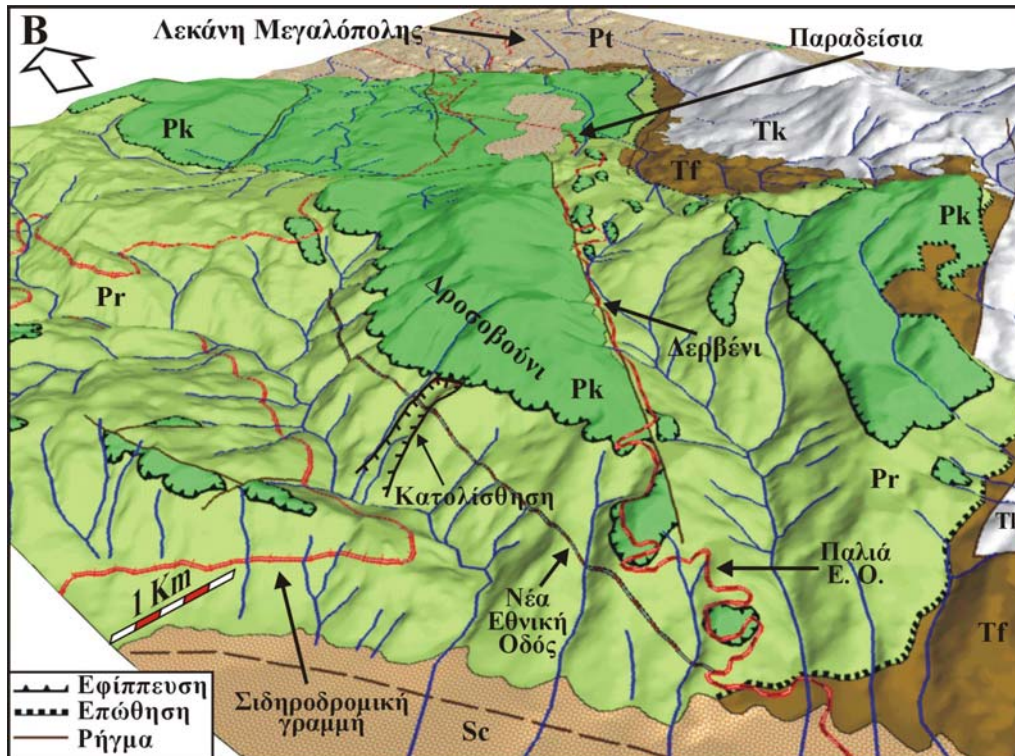 Β
Λεκάνη Μεγαλόπολης
Pt
Παραδείσια
Pk
Tk
Tf
Pk
Pr
Δροσοβούνι
Δερβένι
Pk
Κατολίσθηση
Pr
Παλιά
Ε. Ο.
1 Km
Νέα
Εθνική
Οδός
Tf
Εφίππευση
Επώθηση
Ρήγμα
Σιδηροδρομική
γραμμή
Sc